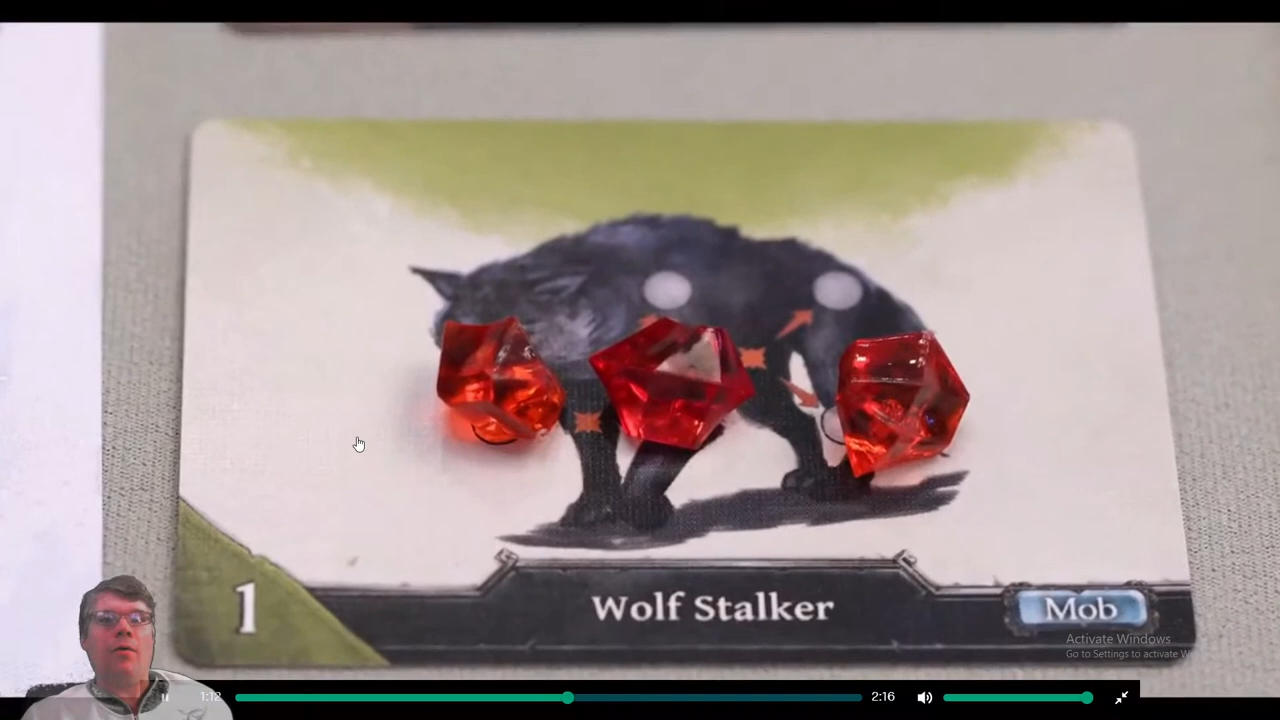 1
Wolf Stalker
Mob
Activate Windows
Go to Settings to activate W
1:12
2:16